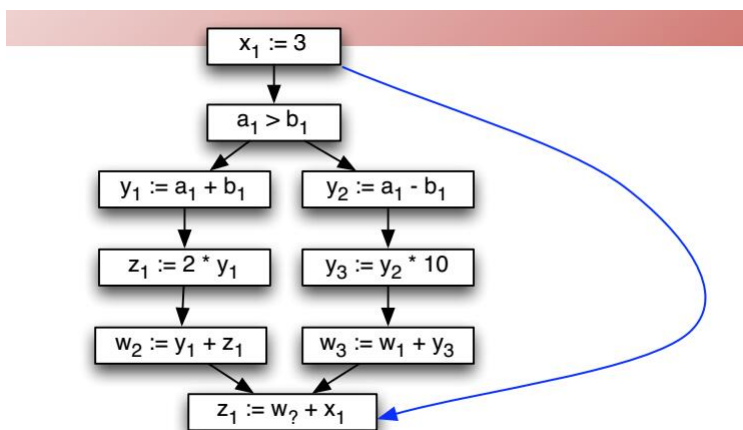 x₁ := 3
a₁ > b₁
y₁ := a₁ + b₁
y₂ := a₁ - b₁
z₁ := 2 * y₁
y₃ := y₂ * 10
w₂ := y₁ + z₁
w₃ := w₁ + y₃
z₁ := w? + x₁